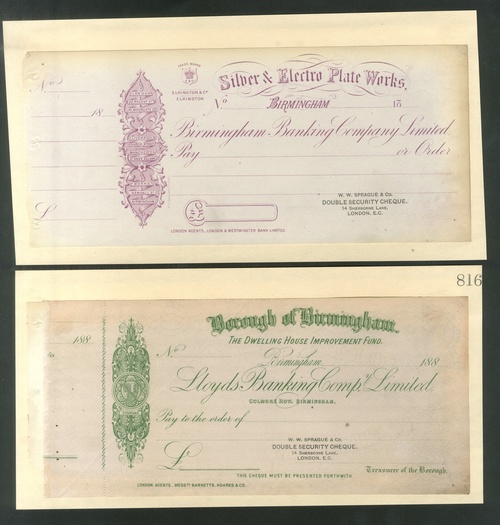 No
TRADE MARKS
ELKINGTON & Co
ELKINGTON
Silver & Electro Plate Works,
18
No
BIRMINGHAM
18
Birmingham Banking Company Limited
Pay
or Order
£
W. W. SPRAGUE & Co.
DOUBLE SECURITY CHEQUE.
14 SHERBORNE LANE,
LONDON, E.C.
LONDON AGENTS, LONDON & WESTMINSTER BANK LIMITED.
816
Borough of Birmingham.
THE DWELLING HOUSE IMPROVEMENT FUND.
188
No
Birmingham
188
Lloyds Banking Compy. Limited
COLMORE ROW, BIRMINGHAM.
Pay to the order of
W. W. SPRAGUE & Co.
DOUBLE SECURITY CHEQUE.
14 SHERBORNE LANE,
LONDON, E.C.
£
Treasurer of the Borough.
THIS CHEQUE MUST BE PRESENTED FORTHWITH
LONDON AGENTS, MESSRS BARNETTS, HOARES & CO.